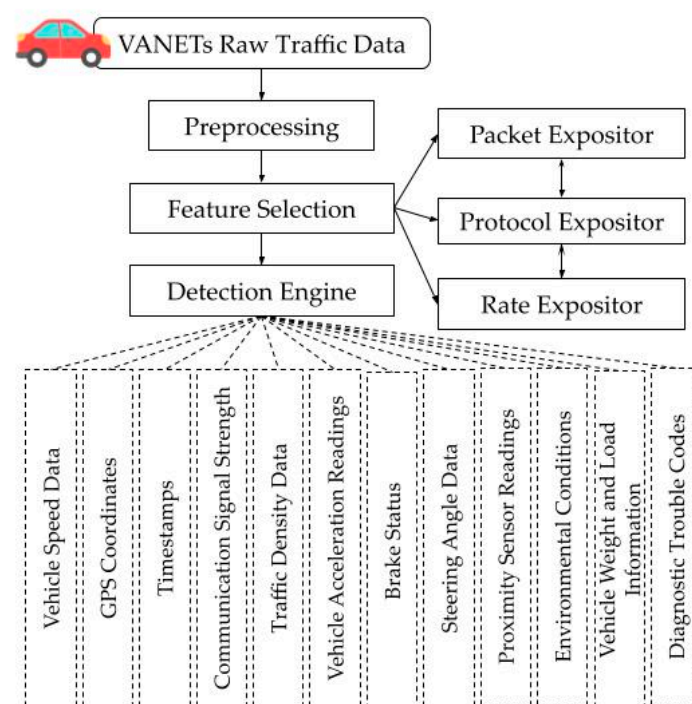 VANETs Raw Traffic Data
Preprocessing
Feature Selection
Detection Engine
Packet Expositor
Protocol Expositor
Rate Expositor
Vehicle Speed Data
GPS Coordinates
Timestamps
Communication Signal Strength
Traffic Density Data
Vehicle Acceleration Readings
Brake Status
Steering Angle Data
Proximity Sensor Readings
Environmental Conditions
Vehicle Weight and Load
Information
Diagnostic Trouble Codes